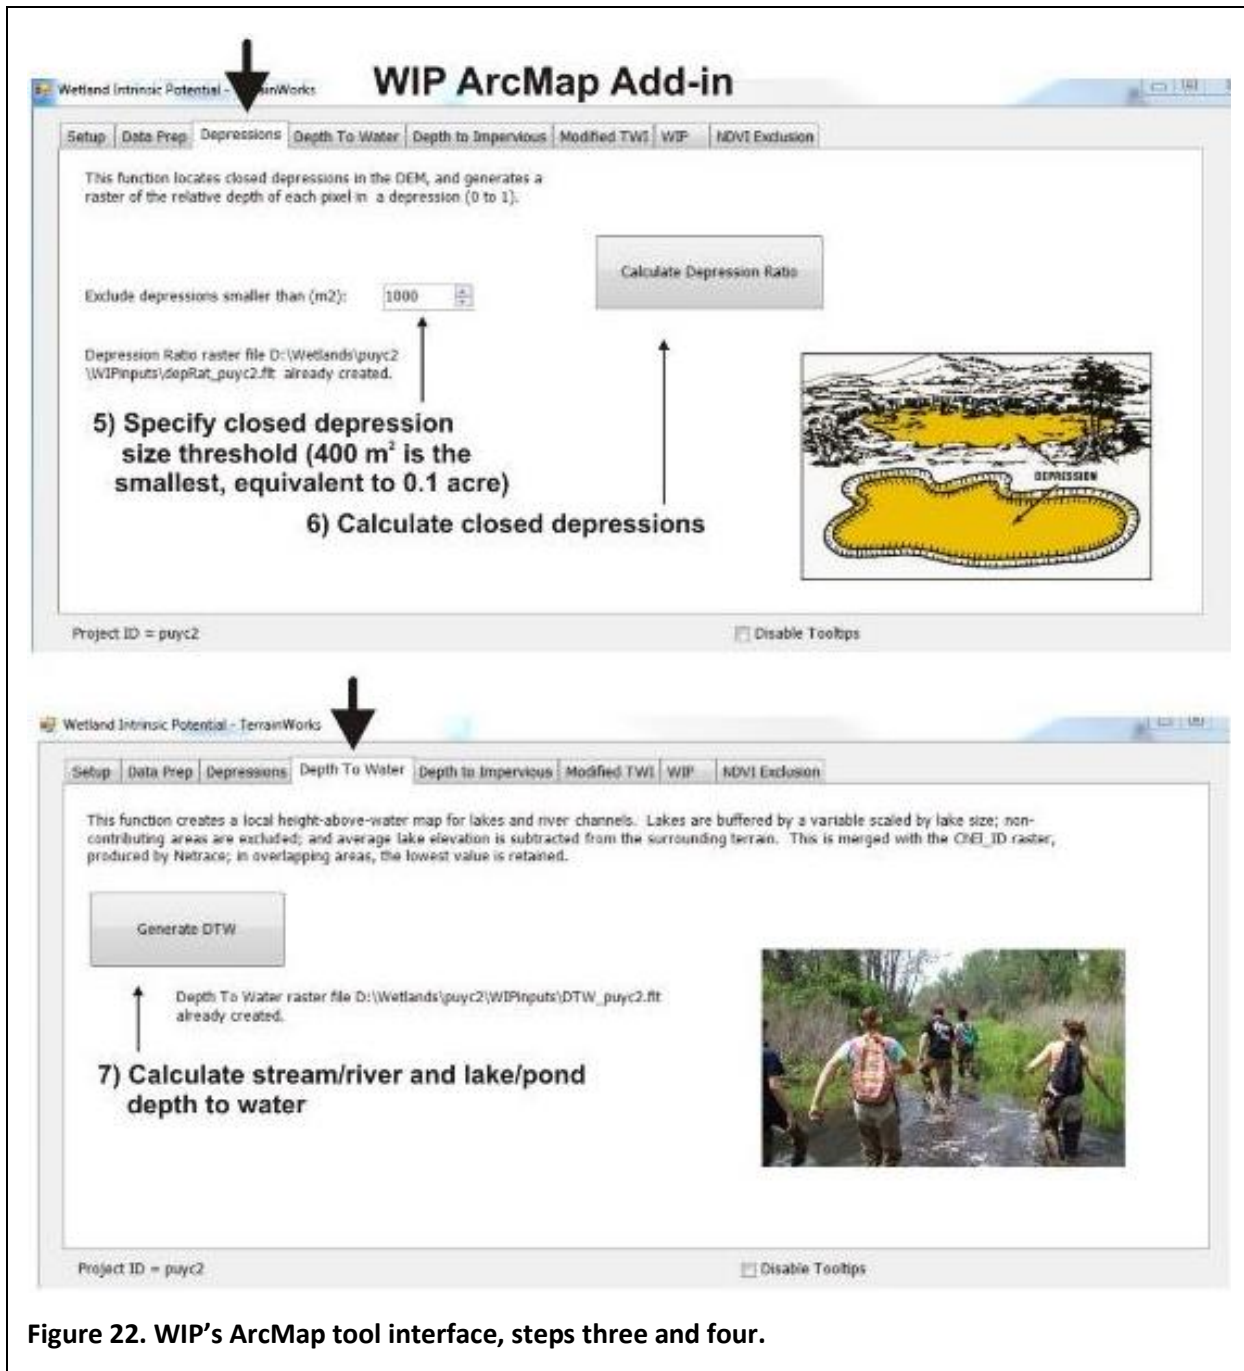 WIP ArcMap Add-in
Wetland Intrinsic Potential - TerrainWorks
Setup Data Prep Depressions Depth To Water Depth to Impervious Modified TWI WIP NDVI Exclusion
This function locates closed depressions in the DEM, and generates a
raster of the relative depth of each pixel in a depression (0 to 1).
Calculate Depression Ratio
Exclude depressions smaller than (m2): 1000
Depression Ratio raster file D:\Wetlands\puyc2
\WIPinputs\depRat_puyc2.flt already created.
5) Specify closed depression
size threshold (400 m² is the
smallest, equivalent to 0.1 acre)
DEPRESSION
6) Calculate closed depressions
Project ID = puyc2
Disable Tooltips
Wetland Intrinsic Potential - TerrainWorks
Setup Data Prep Depressions Depth To Water Depth to Impervious Modified TWI WIP NDVI Exclusion
This function creates a local height-above-water map for lakes and river channels. Lakes are buffered by a variable scaled by lake size; non-
contributing areas are excluded; and average lake elevation is subtracted from the surrounding terrain. This is merged with the raster,
produced by Netrace; in overlapping areas, the lowest value is retained.
Generate DTW
Depth To Water raster file D:\Wetlands\puyc2\WIPinputs\DTW_puyc2.flt
already created.
7) Calculate stream/river and lake/pond
depth to water
Project ID = puyc2
Disable Tooltips
Figure 22. WIP's ArcMap tool interface, steps three and four.